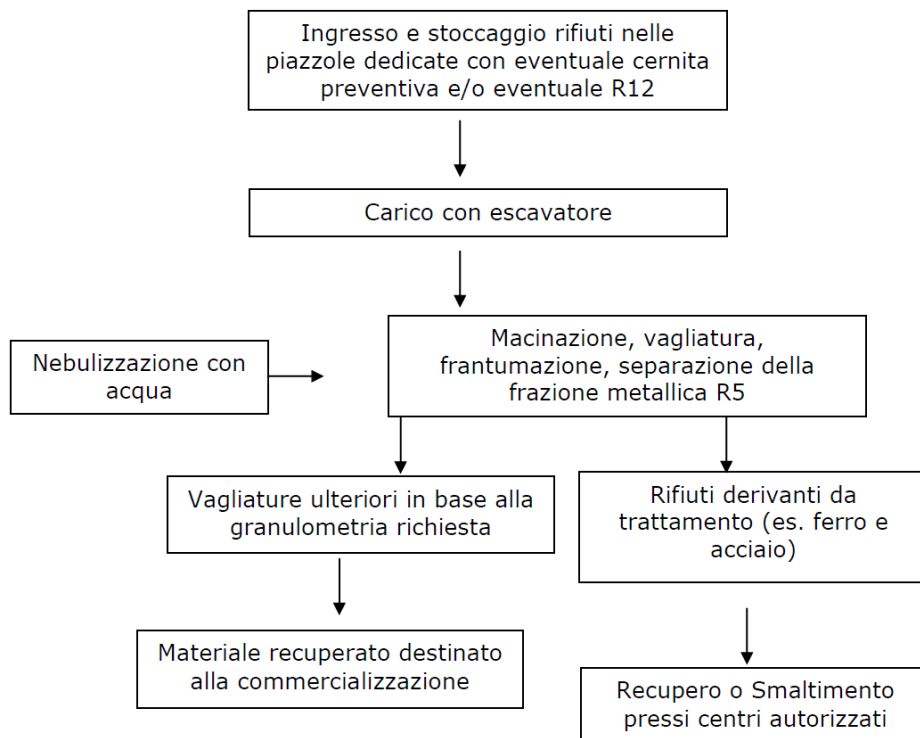 Ingresso e stoccaggio rifiuti nelle
piazzole dedicate con eventuale cernita
preventiva e/o eventuale R12
Carico con escavatore
Macinazione, vagliatura,
frantumazione, separazione della
frazione metallica R5
Nebulizzazione con
acqua
Vagliature ulteriori in base alla
granulometria richiesta
Rifiuti derivanti da
trattamento (es. ferro e
acciaio)
Materiale recuperato destinato
alla commercializzazione
Recupero o Smaltimento
pressi centri autorizzati